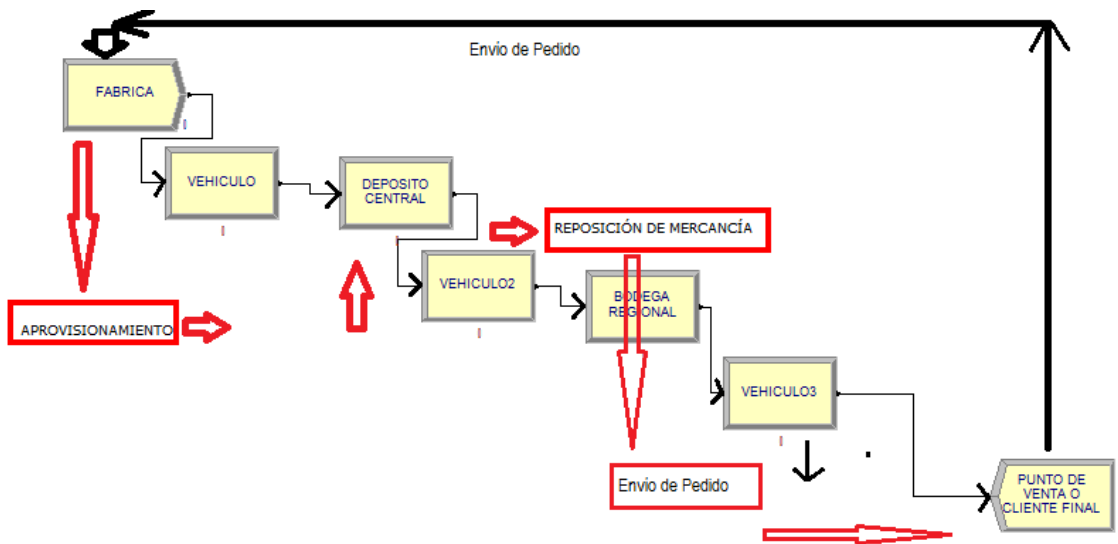 Envio de Pedido
FABRICA
VEHICULO
DEPOSITO
CENTRAL
REPOSICIÓN DE MERCANCÍA
VEHICULO2
BODEGA
REGIONAL
APROVISIONAMIENTO
VEHICULO3
Envio de Pedido
PUNTO DE
VENTA O
CLIENTE FINAL